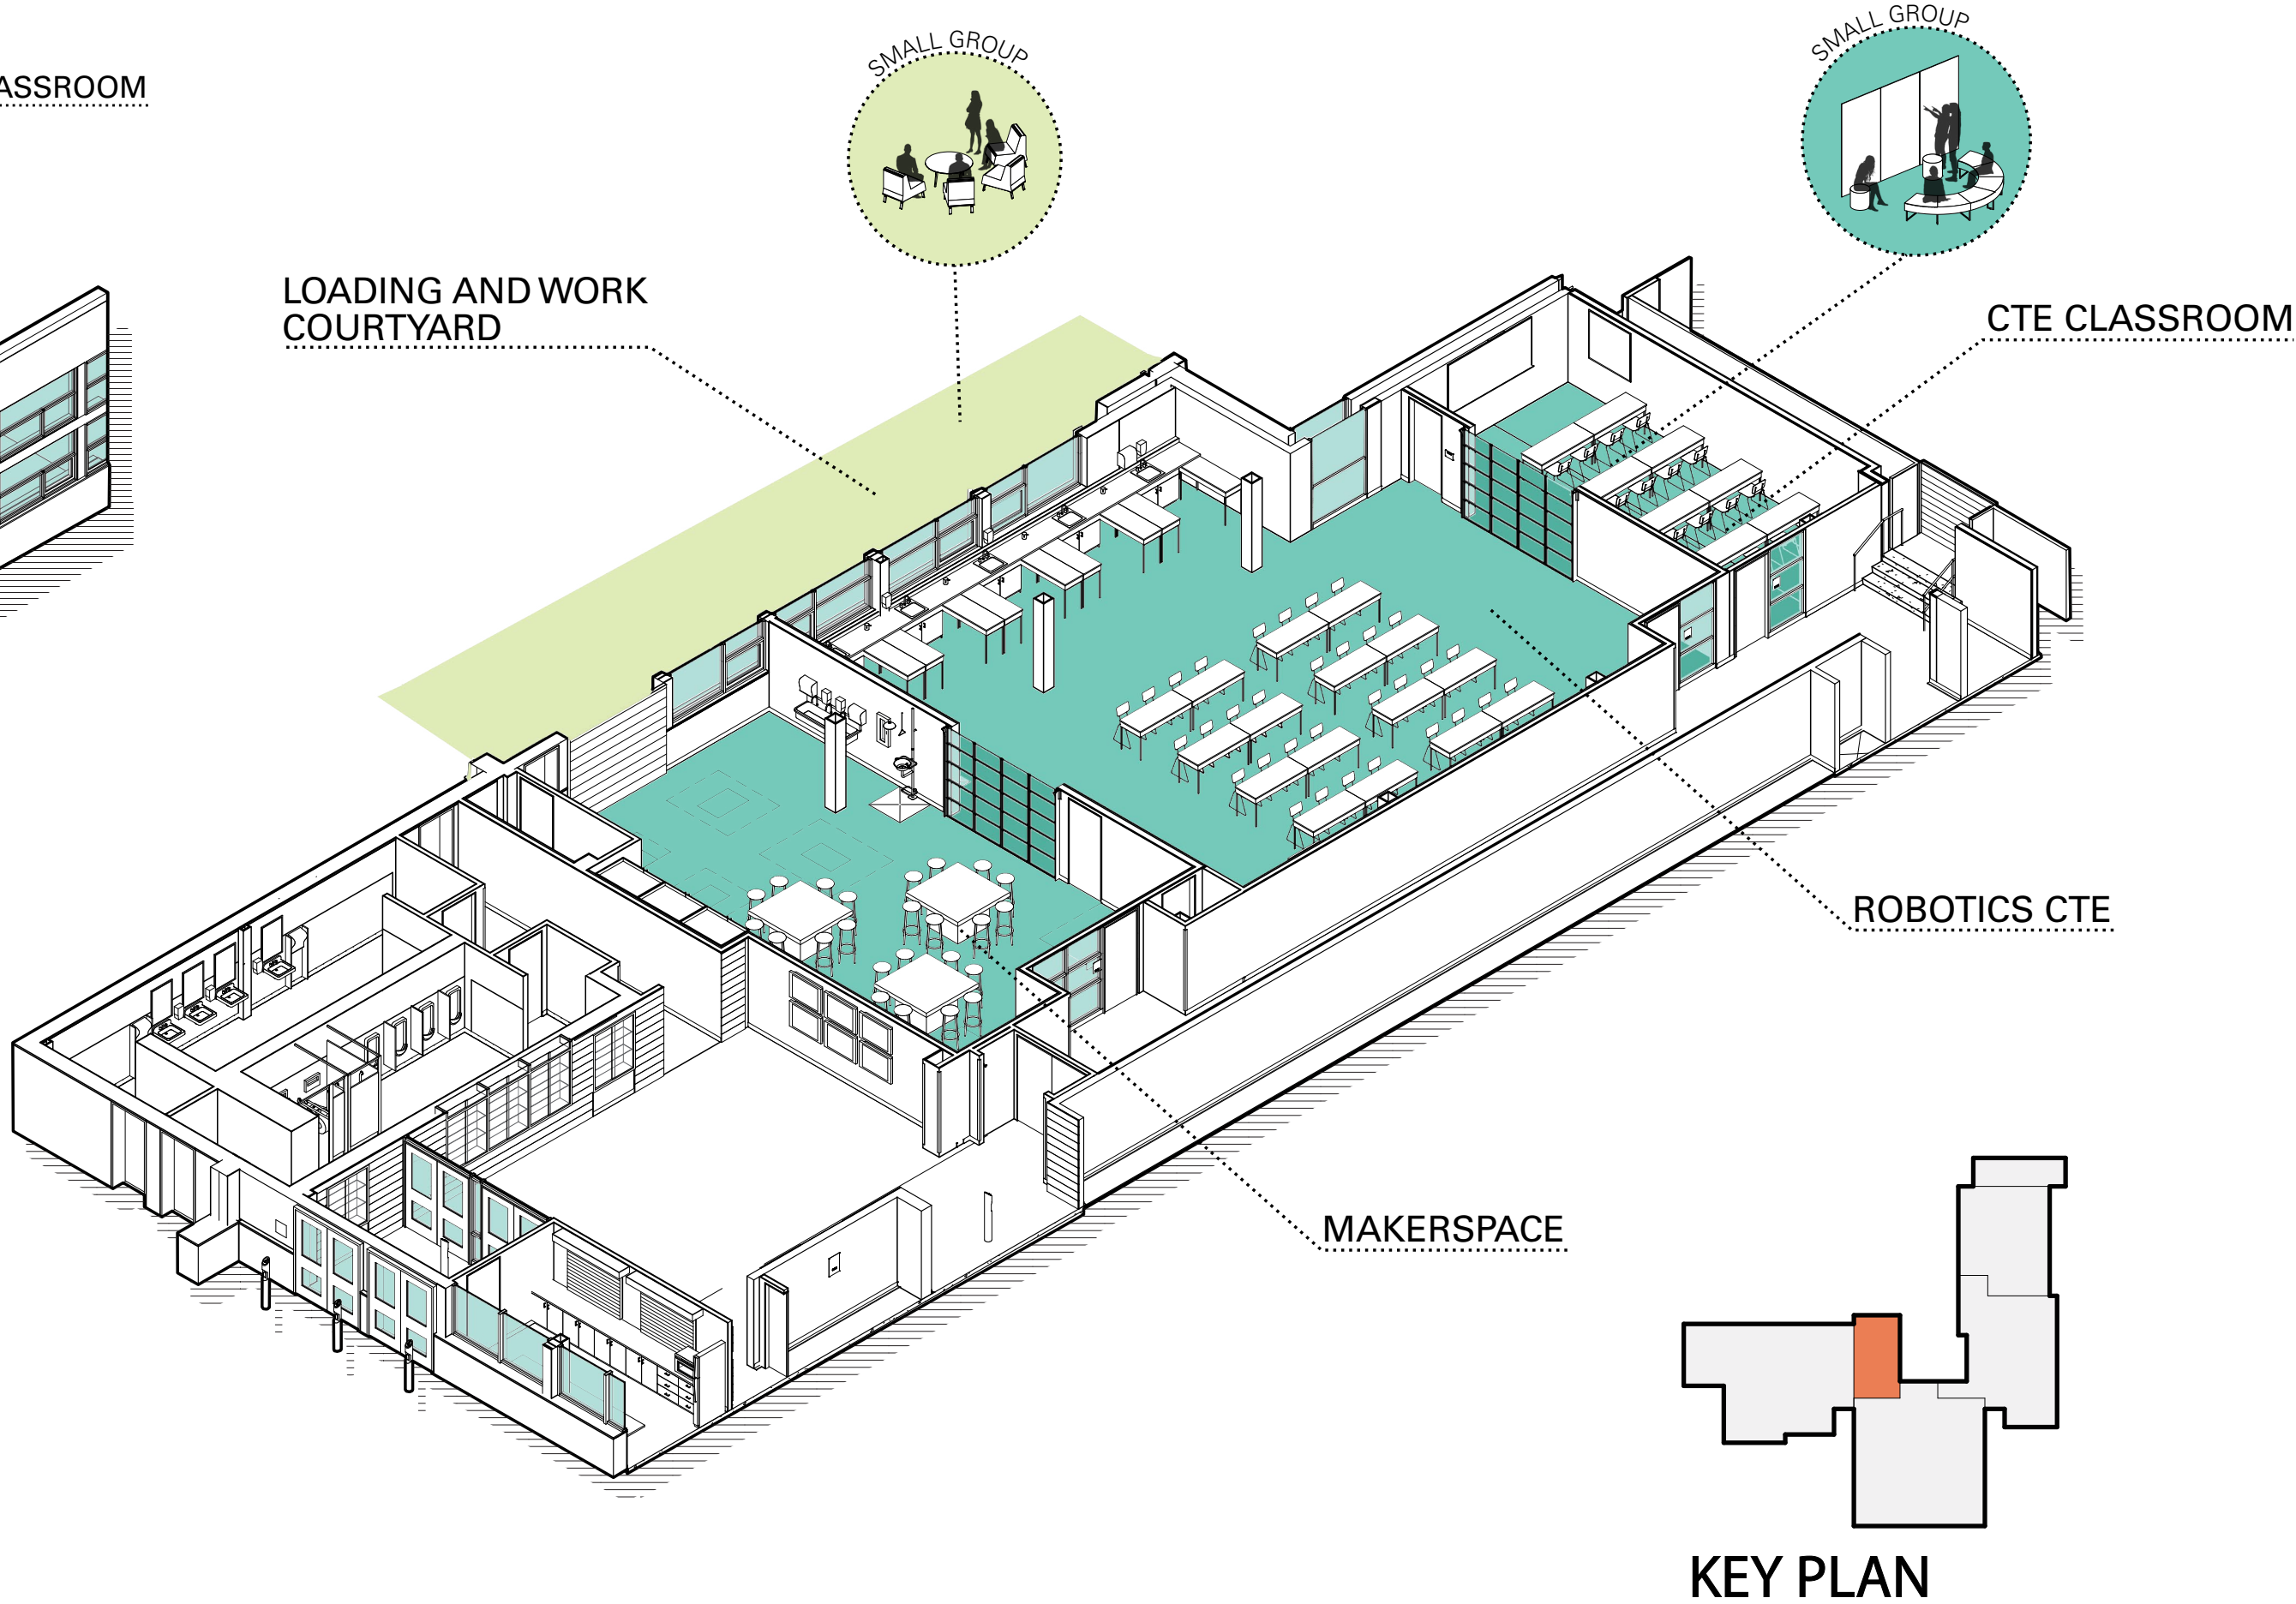 SMALL GROUP
SMALL GROUP
ASSROOM
LOADING AND WORK
COURTYARD
CTE CLASSROOM
ROBOTICS CTE
MAKERSPACE
KEY PLAN